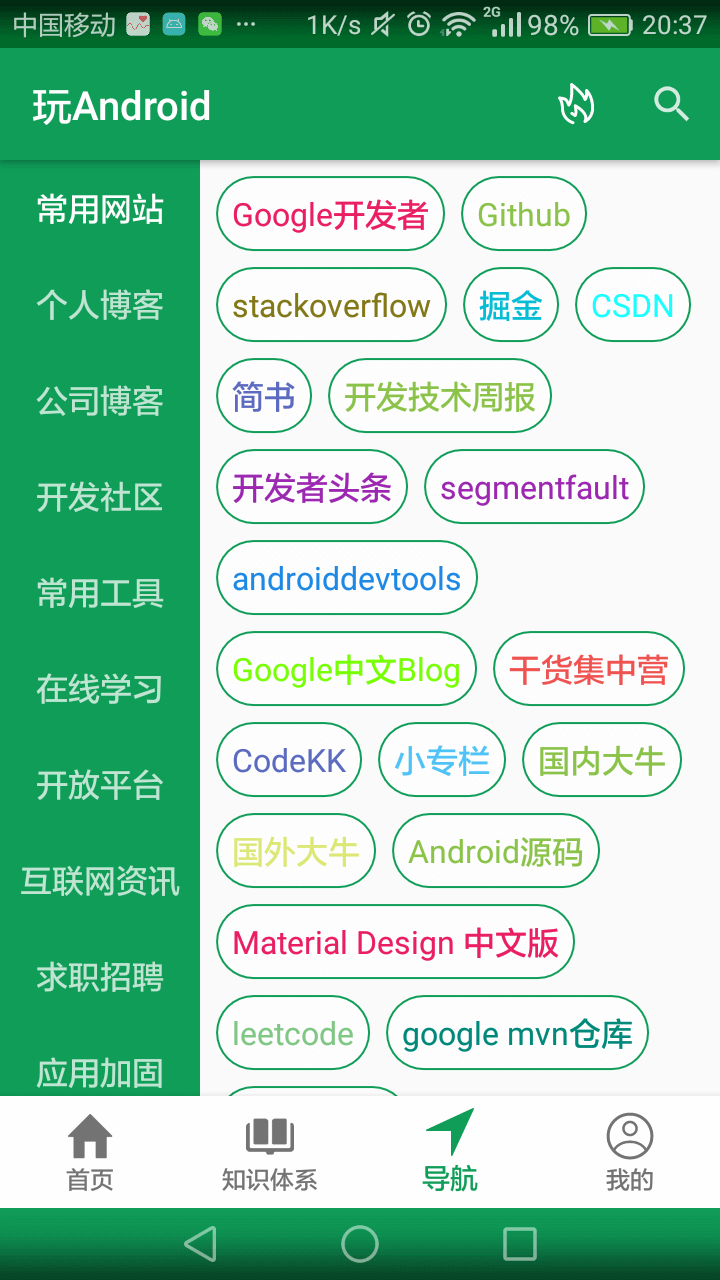 中国移动 ··· 1K/s 2G 98% 20:37
玩Android
常用网站
个人博客
公司博客
开发社区
常用工具
在线学习
开放平台
互联网资讯
求职招聘
应用加固
Google开发者 Github
stackoverflow 掘金 CSDN
简书 开发技术周报
开发者头条 segmentfault
androiddevtools
Google中文Blog 干货集中营
CodeKK 小专栏 国内大牛
国外大牛 Android源码
Material Design 中文版
leetcode google mvn仓库
首页 知识体系 导航 我的